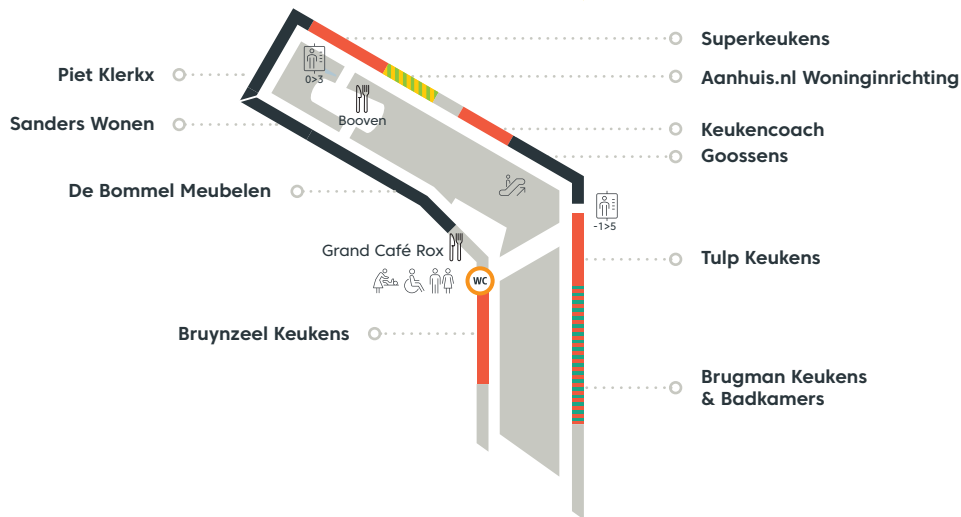 Superkeukens
Piet Klerkx
0>3
Aanhuis.nl Woninginrichting
Sanders Wonen
Booven
Keukencoach
Goossens
De Bommel Meubelen
-1>5
Grand Café Rox
Tulp Keukens
WC
Bruynzeel Keukens
Brugman Keukens
& Badkamers